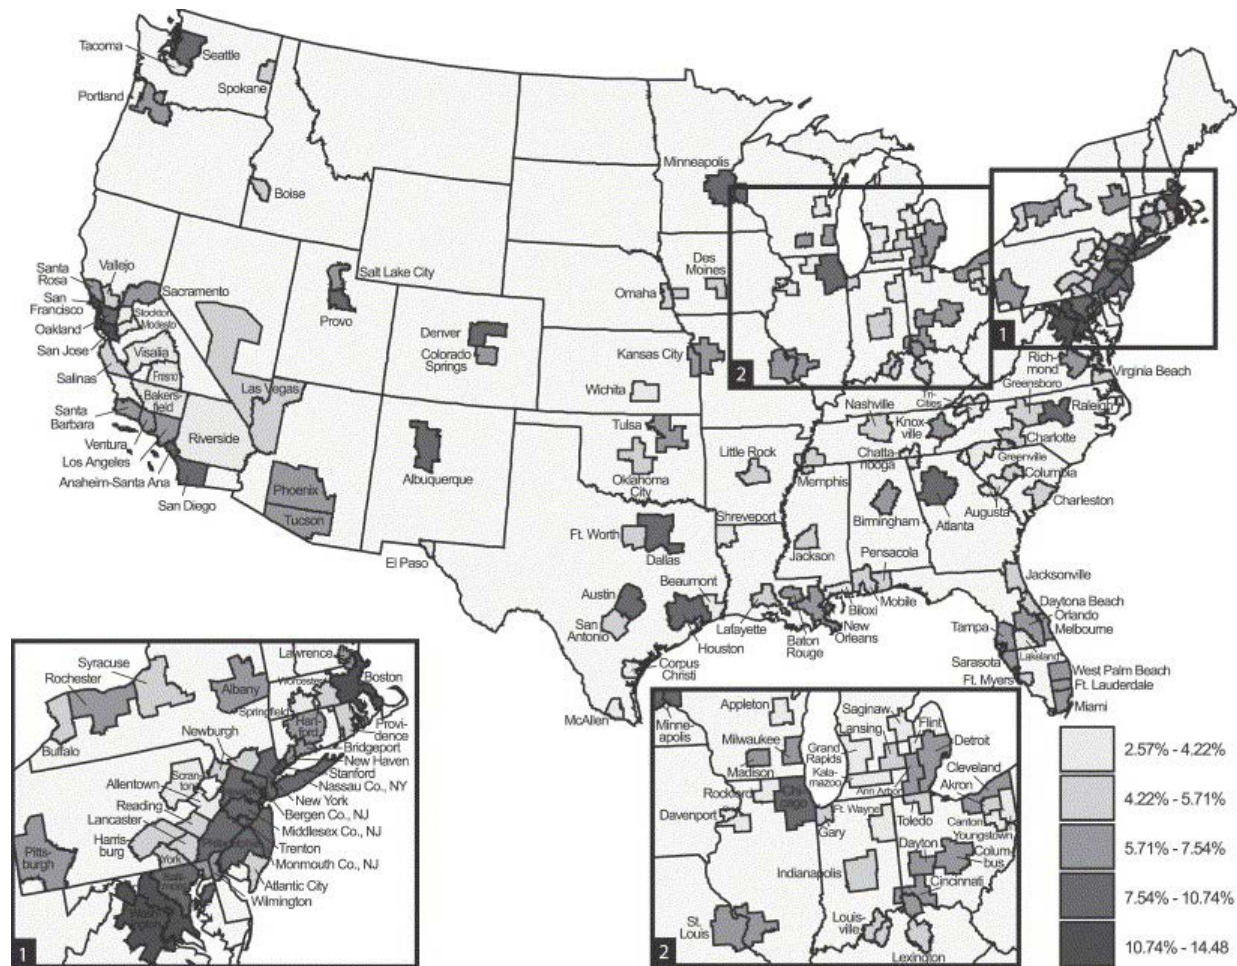 Tacoma
Seattle
Spokane
Portland
Boise
Minneapolis
Santa
Rosa
Vallejo
San
Francisco
Sacramento
Oakland
Stockton
Modesto
San Jose
Visalia
Salinas
Fresno
Bakers-
field
Santa
Barbara
Ventura
Los Angeles
Riverside
Anaheim-Santa Ana
San Diego
Las Vegas
Salt Lake City
Provo
Denver
Colorado
Springs
Phoenix
Tucson
Albuquerque
El Paso
Omaha
Des
Moines
Kansas City
Wichita
Tulsa
Oklahoma
City
Little Rock
Ft. Worth
Dallas
Shreveport
Austin
San
Antonio
Beaumont
Houston
Corpus
Christi
McAllen
Lafayette
Baton
Rouge
New
Orleans
Biloxi
Mobile
Pensacola
Jackson
Memphis
Nashville
Birmingham
Chatta-
nooga
Knox-
ville
Tri-
Cities
Atlanta
Augusta
Greenville
Columbia
Charleston
Charlotte
Greensboro
Raleigh
Rich-
mond
Virginia Beach
Jacksonville
Daytona Beach
Orlando
Melbourne
Tampa
Lakeland
Sarasota
Ft. Myers
West Palm Beach
Ft. Lauderdale
Miami
1
2
Syracuse
Rochester
Buffalo
Albany
Lawrence
Worcester
Boston
Springfield
Hart-
ford
Provi-
dence
Newburgh
Bridgeport
New Haven
Stanford
Nassau Co., NY
New York
Bergen Co., NJ
Middlesex Co., NJ
Trenton
Monmouth Co., NJ
Atlantic City
Wilmington
Allentown
Scran-
ton
Reading
Lancaster
Harris-
burg
York
Pitts-
burgh
Balti-
more
Wash-
ington
1
Minne-
apolis
Appleton
Milwaukee
Madison
Rockford
Chi-
cago
Davenport
Gary
Grand
Rapids
Kala-
mazoo
Saginaw
Lansing
Flint
Detroit
Ann Arbor
Ft. Wayne
Toledo
Cleveland
Akron
Canton
Youngstown
Dayton
Colum-
bus
Cincinnati
Indianapolis
Louis-
ville
Lexington
St.
Louis
2
2.57% - 4.22%
4.22% - 5.71%
5.71% - 7.54%
7.54% - 10.74%
10.74% - 14.48